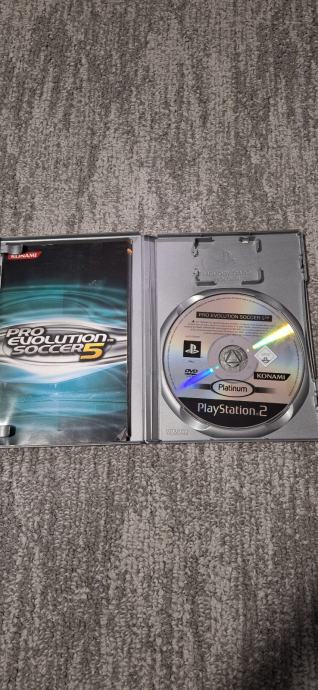 KONAMI
PRO
EVOLUTION
SOCCER 5
PRO EVOLUTION SOCCER 5
DVD
KONAMI
Platinum
PlayStation 2